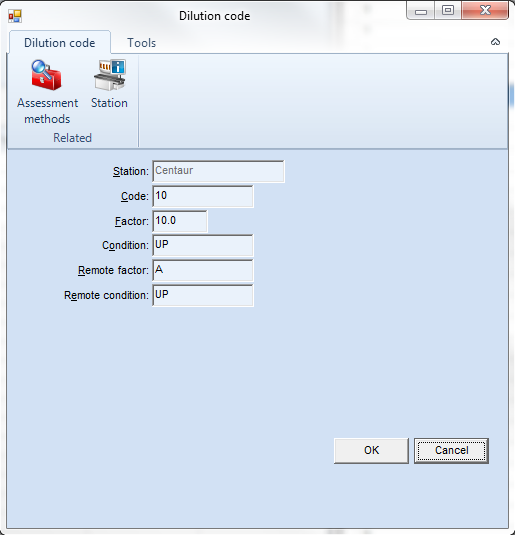 Dilution code
Dilution code Tools
Assessment methods
Station
Related
Station: Centaur
Code: 10
Factor: 10.0
Condition: UP
Remote factor: A
Remote condition: UP
OK Cancel